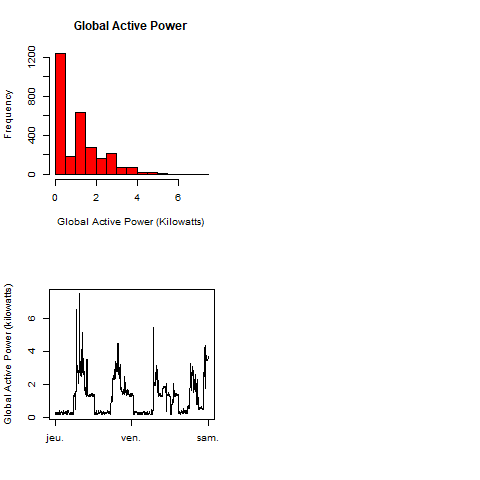 Global Active Power
Frequency
1200
800
400
0
0 2 4 6
Global Active Power (Kilowatts)
Global Active Power (kilowatts)
6
4
2
0
jeu. ven. sam.